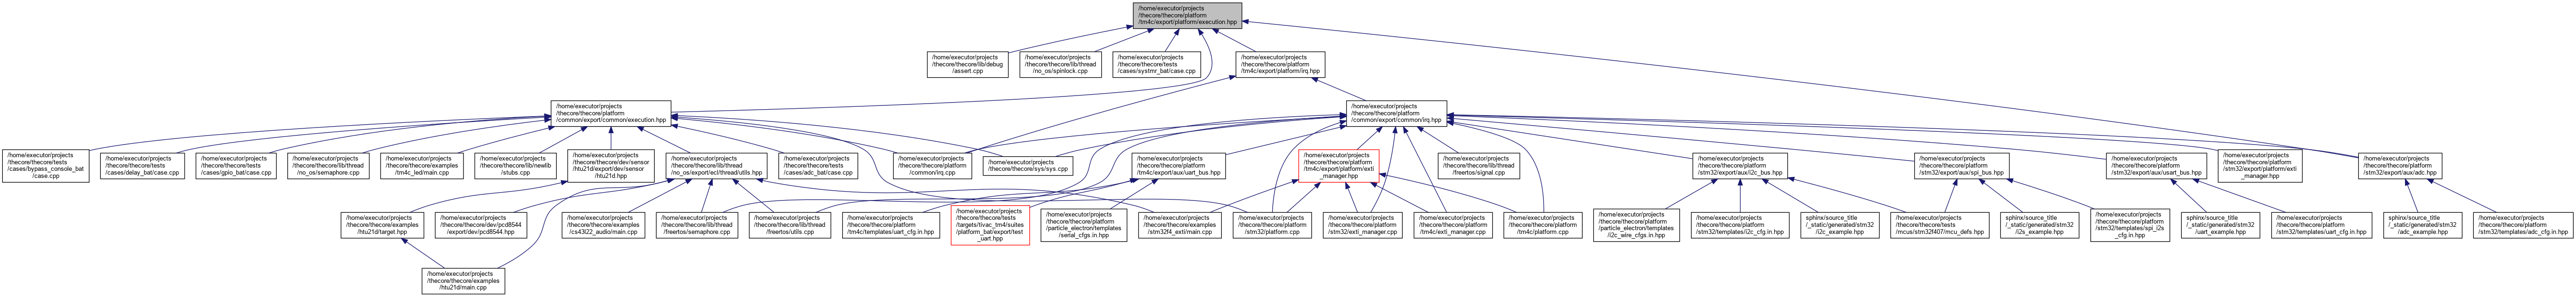 /home/executor/projects
/thecore/thecore/platform
/tm4c/export/platform/execution.hpp
/home/executor/projects
/thecore/thecore/lib/debug
/assert.cpp
/home/executor/projects
/thecore/thecore/lib/thread
/no_os/spinlock.cpp
/home/executor/projects
/thecore/thecore/tests
/cases/systmr_bat/case.cpp
/home/executor/projects
/thecore/thecore/platform
/tm4c/export/platform/irq.hpp
/home/executor/projects
/thecore/thecore/platform
/common/export/common/execution.hpp
/home/executor/projects
/thecore/thecore/platform
/common/export/common/irq.hpp
/home/executor/projects
/thecore/thecore/tests
/cases/bypass_console_bat
/case.cpp
/home/executor/projects
/thecore/thecore/tests
/cases/delay_bat/case.cpp
/home/executor/projects
/thecore/thecore/tests
/cases/gpio_bat/case.cpp
/home/executor/projects
/thecore/thecore/lib/thread
/no_os/semaphore.cpp
/home/executor/projects
/thecore/thecore/examples
/tm4c_led/main.cpp
/home/executor/projects
/thecore/thecore/lib/newlib
/stubs.cpp
/home/executor/projects
/thecore/thecore/dev/sensor
/htu21d/export/dev/sensor
/htu21d.hpp
/home/executor/projects
/thecore/thecore/lib/thread
/no_os/export/ecl/thread/utils.hpp
/home/executor/projects
/thecore/thecore/tests
/cases/adc_bat/case.cpp
/home/executor/projects
/thecore/thecore/platform
/common/irq.cpp
/home/executor/projects
/thecore/thecore/sys/sys.cpp
/home/executor/projects
/thecore/thecore/platform
/tm4c/export/aux/uart_bus.hpp
/home/executor/projects
/thecore/thecore/platform
/tm4c/export/platform/exti
_manager.hpp
/home/executor/projects
/thecore/thecore/lib/thread
/freertos/signal.cpp
/home/executor/projects
/thecore/thecore/platform
/stm32/export/aux/i2c_bus.hpp
/home/executor/projects
/thecore/thecore/platform
/stm32/export/aux/spi_bus.hpp
/home/executor/projects
/thecore/thecore/platform
/stm32/export/aux/usart_bus.hpp
/home/executor/projects
/thecore/thecore/platform
/stm32/export/platform/exti
_manager.hpp
/home/executor/projects
/thecore/thecore/platform
/stm32/export/aux/adc.hpp
/home/executor/projects
/thecore/thecore/examples
/htu21d/target.hpp
/home/executor/projects
/thecore/thecore/dev/pcd8544
/export/dev/pcd8544.hpp
/home/executor/projects
/thecore/thecore/examples
/cs43l22_audio/main.cpp
/home/executor/projects
/thecore/thecore/lib/thread
/freertos/semaphore.cpp
/home/executor/projects
/thecore/thecore/lib/thread
/freertos/utils.cpp
/home/executor/projects
/thecore/thecore/platform
/tm4c/templates/uart_cfg.in.hpp
/home/executor/projects
/thecore/thecore/tests
/targets/tivac_tm4/suites
/platform_bat/export/test
_uart.hpp
/home/executor/projects
/thecore/thecore/platform
/particle_electron/templates
/serial_cfgs.in.hpp
/home/executor/projects
/thecore/thecore/examples
/stm32f4_exti/main.cpp
/home/executor/projects
/thecore/thecore/platform
/stm32/platform.cpp
/home/executor/projects
/thecore/thecore/platform
/stm32/exti_manager.cpp
/home/executor/projects
/thecore/thecore/platform
/tm4c/exti_manager.cpp
/home/executor/projects
/thecore/thecore/platform
/tm4c/platform.cpp
/home/executor/projects
/thecore/thecore/platform
/particle_electron/templates
/i2c_wire_cfgs.in.hpp
/home/executor/projects
/thecore/thecore/platform
/stm32/templates/i2c_cfg.in.hpp
sphinx/source_title
/_static/generated/stm32
/i2c_example.hpp
/home/executor/projects
/thecore/thecore/tests
/mcus/stm32f407/mcu_defs.hpp
sphinx/source_title
/_static/generated/stm32
/i2s_example.hpp
/home/executor/projects
/thecore/thecore/platform
/stm32/templates/spi_i2s
_cfg.in.hpp
sphinx/source_title
/_static/generated/stm32
/uart_example.hpp
/home/executor/projects
/thecore/thecore/platform
/stm32/templates/uart_cfg.in.hpp
sphinx/source_title
/_static/generated/stm32
/adc_example.hpp
/home/executor/projects
/thecore/thecore/platform
/stm32/templates/adc_cfg.in.hpp
/home/executor/projects
/thecore/thecore/examples
/htu21d/main.cpp